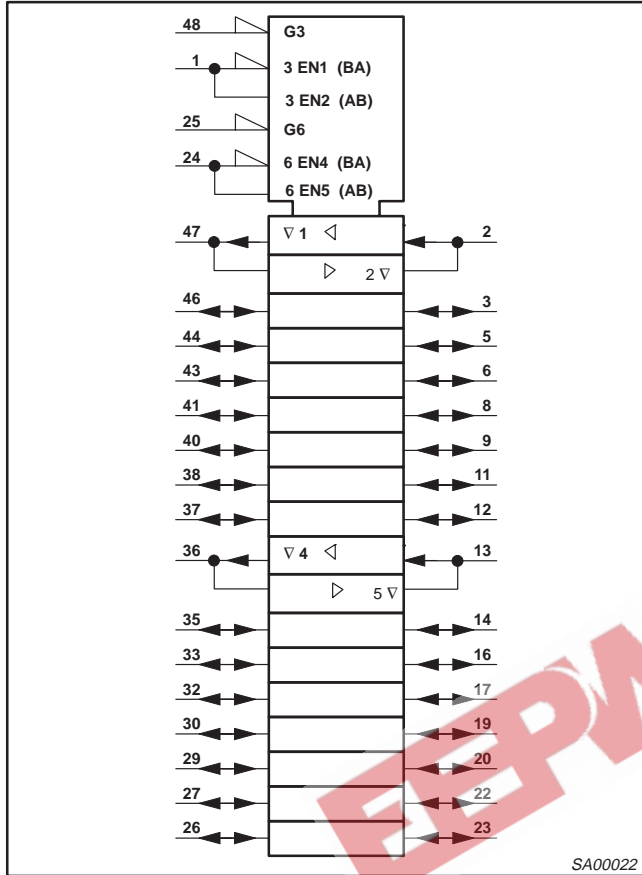 48 G3
1 3 EN1 (BA)
3 EN2 (AB)
25 G6
24 6 EN4 (BA)
6 EN5 (AB)
47 ∇ 1 2
2 ∇
46 3
44 5
43 6
41 8
40 9
38 11
37 12
36 ∇ 4 13
5 ∇
35 14
33 16
32 17
30 19
29 20
27 22
26 23
SA00022